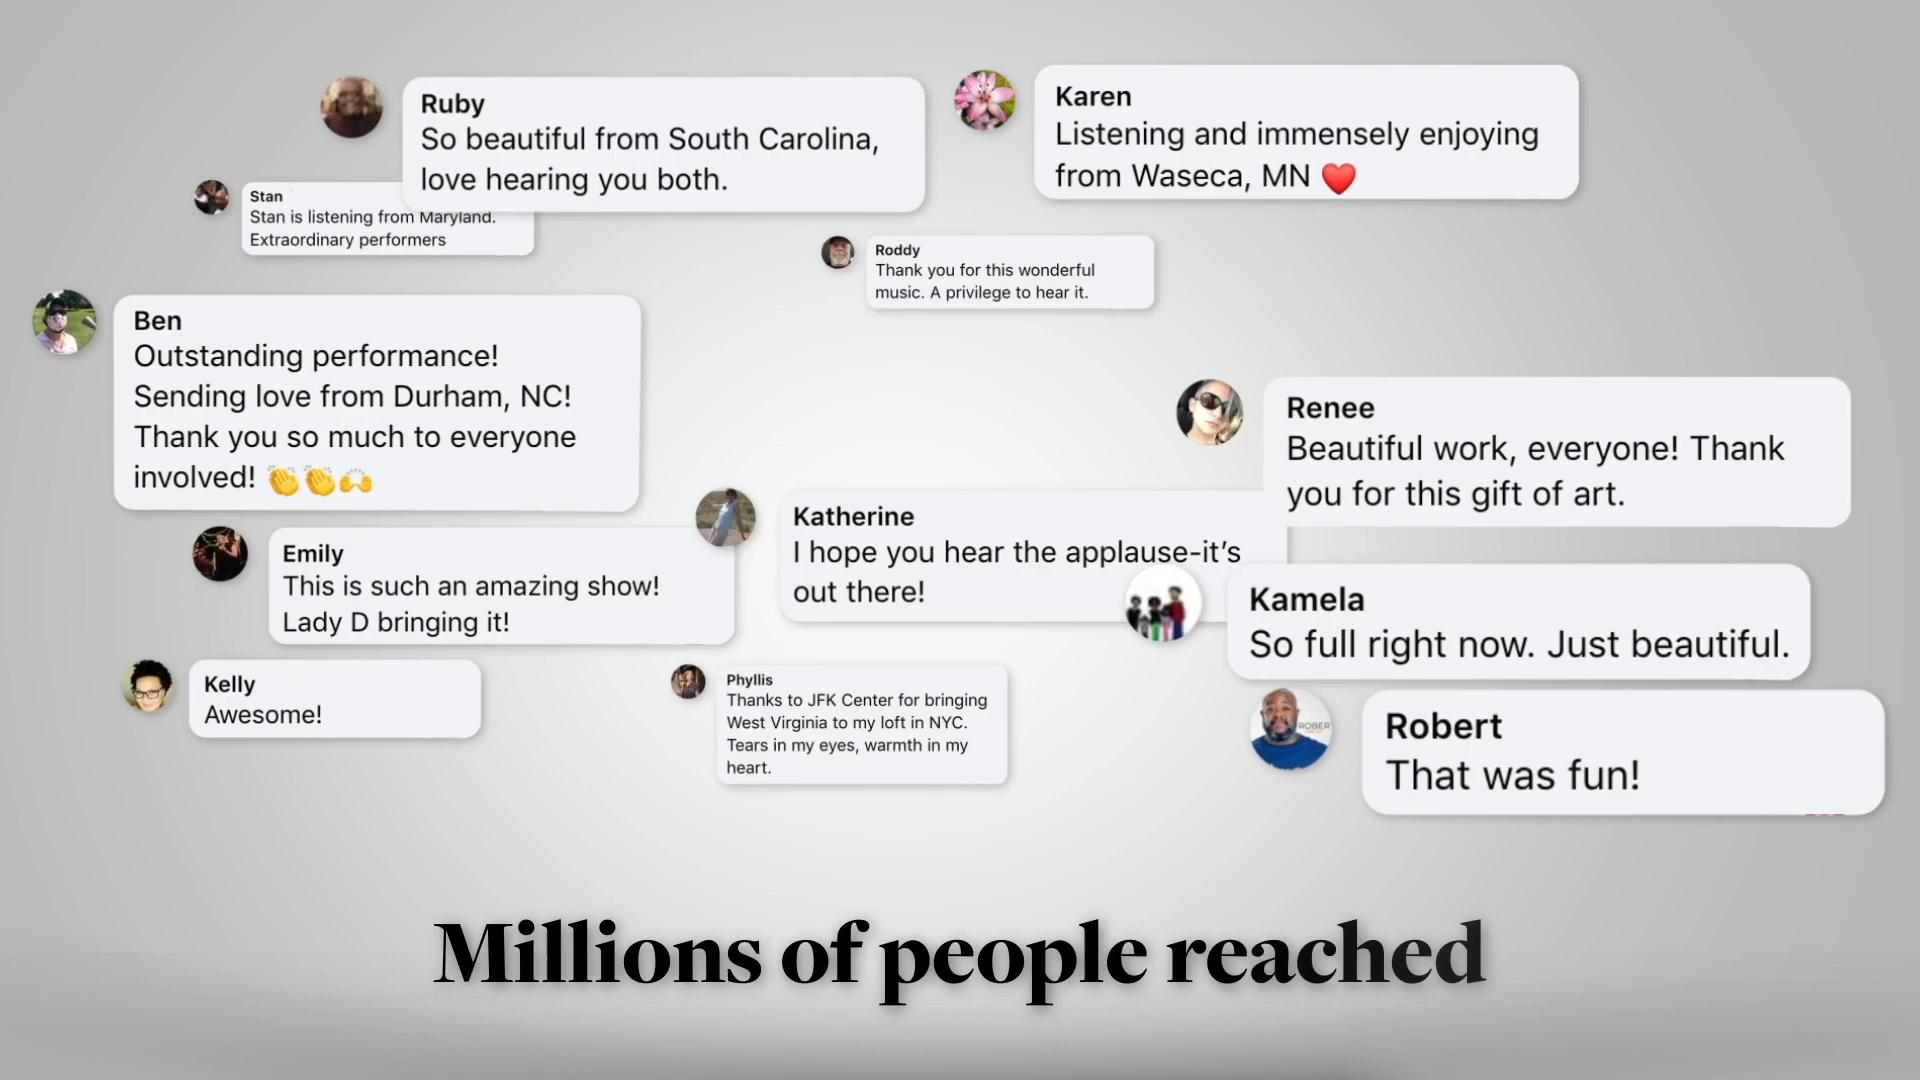 Ruby
So beautiful from South Carolina,
love hearing you both.
Karen
Listening and immensely enjoying
from Waseca, MN ❤️
Stan
Stan is listening from Maryland.
Extraordinary performers
Roddy
Thank you for this wonderful
music. A privilege to hear it.
Ben
Outstanding performance!
Sending love from Durham, NC!
Thank you so much to everyone
involved! 👏👏🙌
Renee
Beautiful work, everyone! Thank
you for this gift of art.
Katherine
I hope you hear the applause-it’s
out there!
Emily
This is such an amazing show!
Lady D bringing it!
Kamela
So full right now. Just beautiful.
Kelly
Awesome!
Phyllis
Thanks to JFK Center for bringing
West Virginia to my loft in NYC.
Tears in my eyes, warmth in my
heart.
ROBER
Robert
That was fun!
Millions of people reached